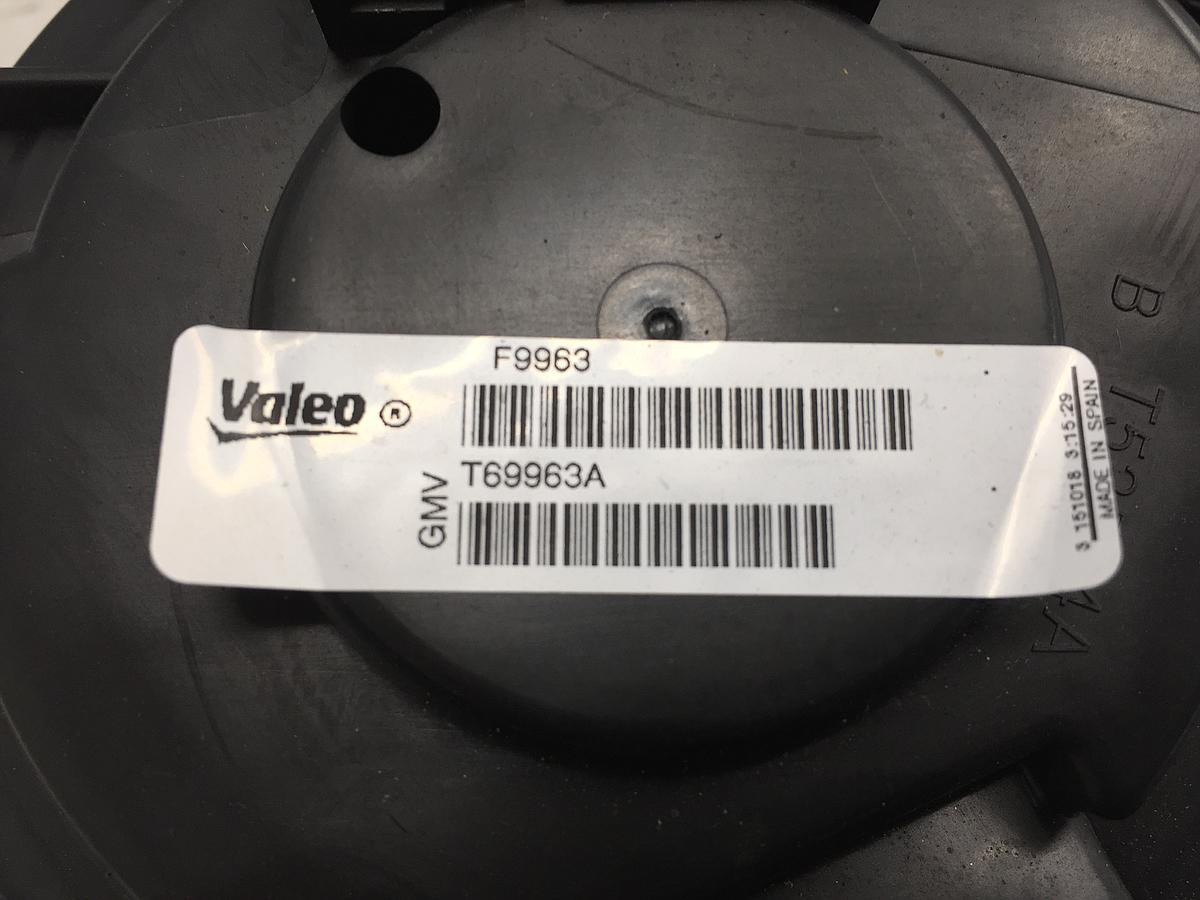 F9963
Valeo ®
T69963A
GMV
S 151018 3:15:29
MADE IN SPAIN
B